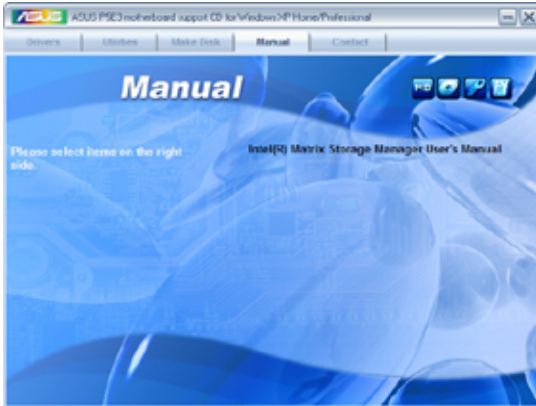 ASUS ASUS P5E3 motherboard support CD for Windows XP Home/Professional
Drivers Utilities Make Disk Manual Contact
Manual
Please select items on the right
side.
Intel(R) Matrix Storage Manager User's Manual